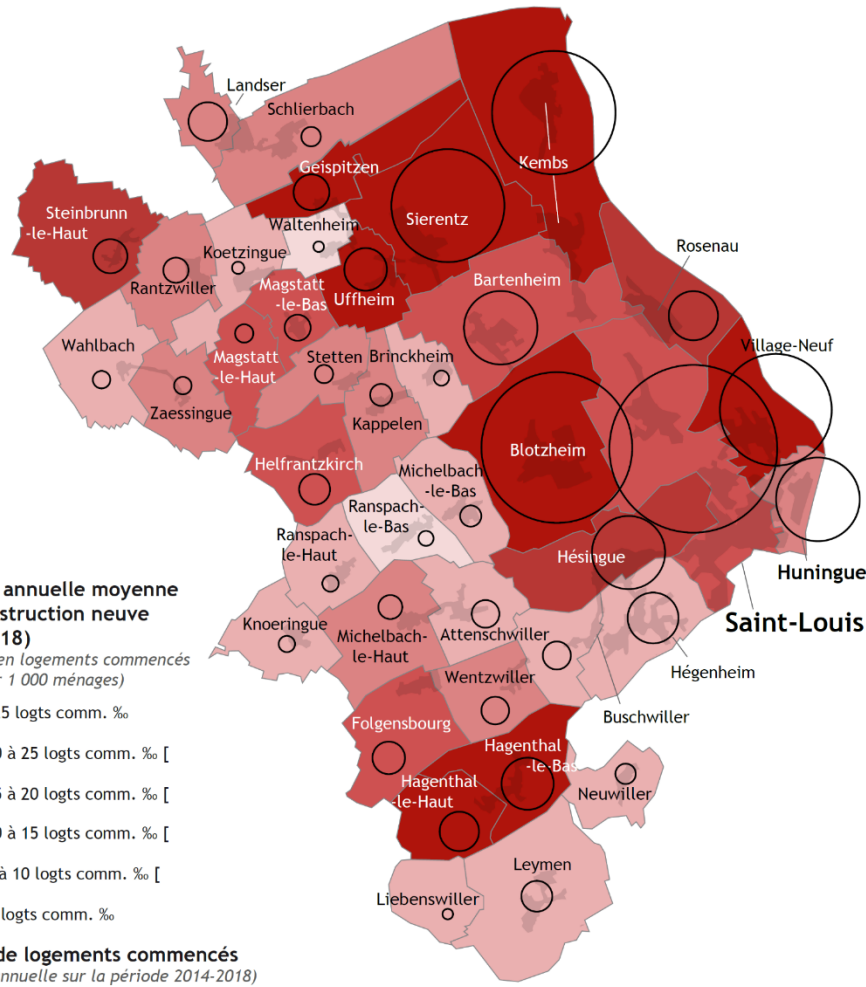 Landser
Schlierbach
Geispitzen
Kembs
Steinbrunn
-le-Haut
Sierentz
Waltenheim
Koetzingue
Rosenau
Rantzwiller
Magstatt
-le-Bas
Uffheim
Bartenheim
Wahlbach
Magstatt
-le-Haut
Stetten
Brinckheim
Village-Neuf
Zaessingue
Kappelen
Helfrantzkirch
Michelbach
-le-Bas
Blotzheim
Ranspach-
le-Bas
Ranspach-
le-Haut
Hésingue
Huningue
Saint-Louis
Knoeringue
Michelbach-
le-Haut
Attenschwiller
Hégenheim
Wentzwiller
Buschwiller
Folgensbourg
Hagenthal
-le-Bas
Hagenthal
-le-Haut
Neuwiller
Leymen
Liebenswiller
annuelle moyenne
struction neuve
18)
en logements commencés
r 1 000 ménages)
5 logts comm. ‰
0 à 25 logts comm. ‰ [
5 à 20 logts comm. ‰ [
0 à 15 logts comm. ‰ [
à 10 logts comm. ‰ [
logts comm. ‰
de logements commencés
nnuelle sur la période 2014-2018)